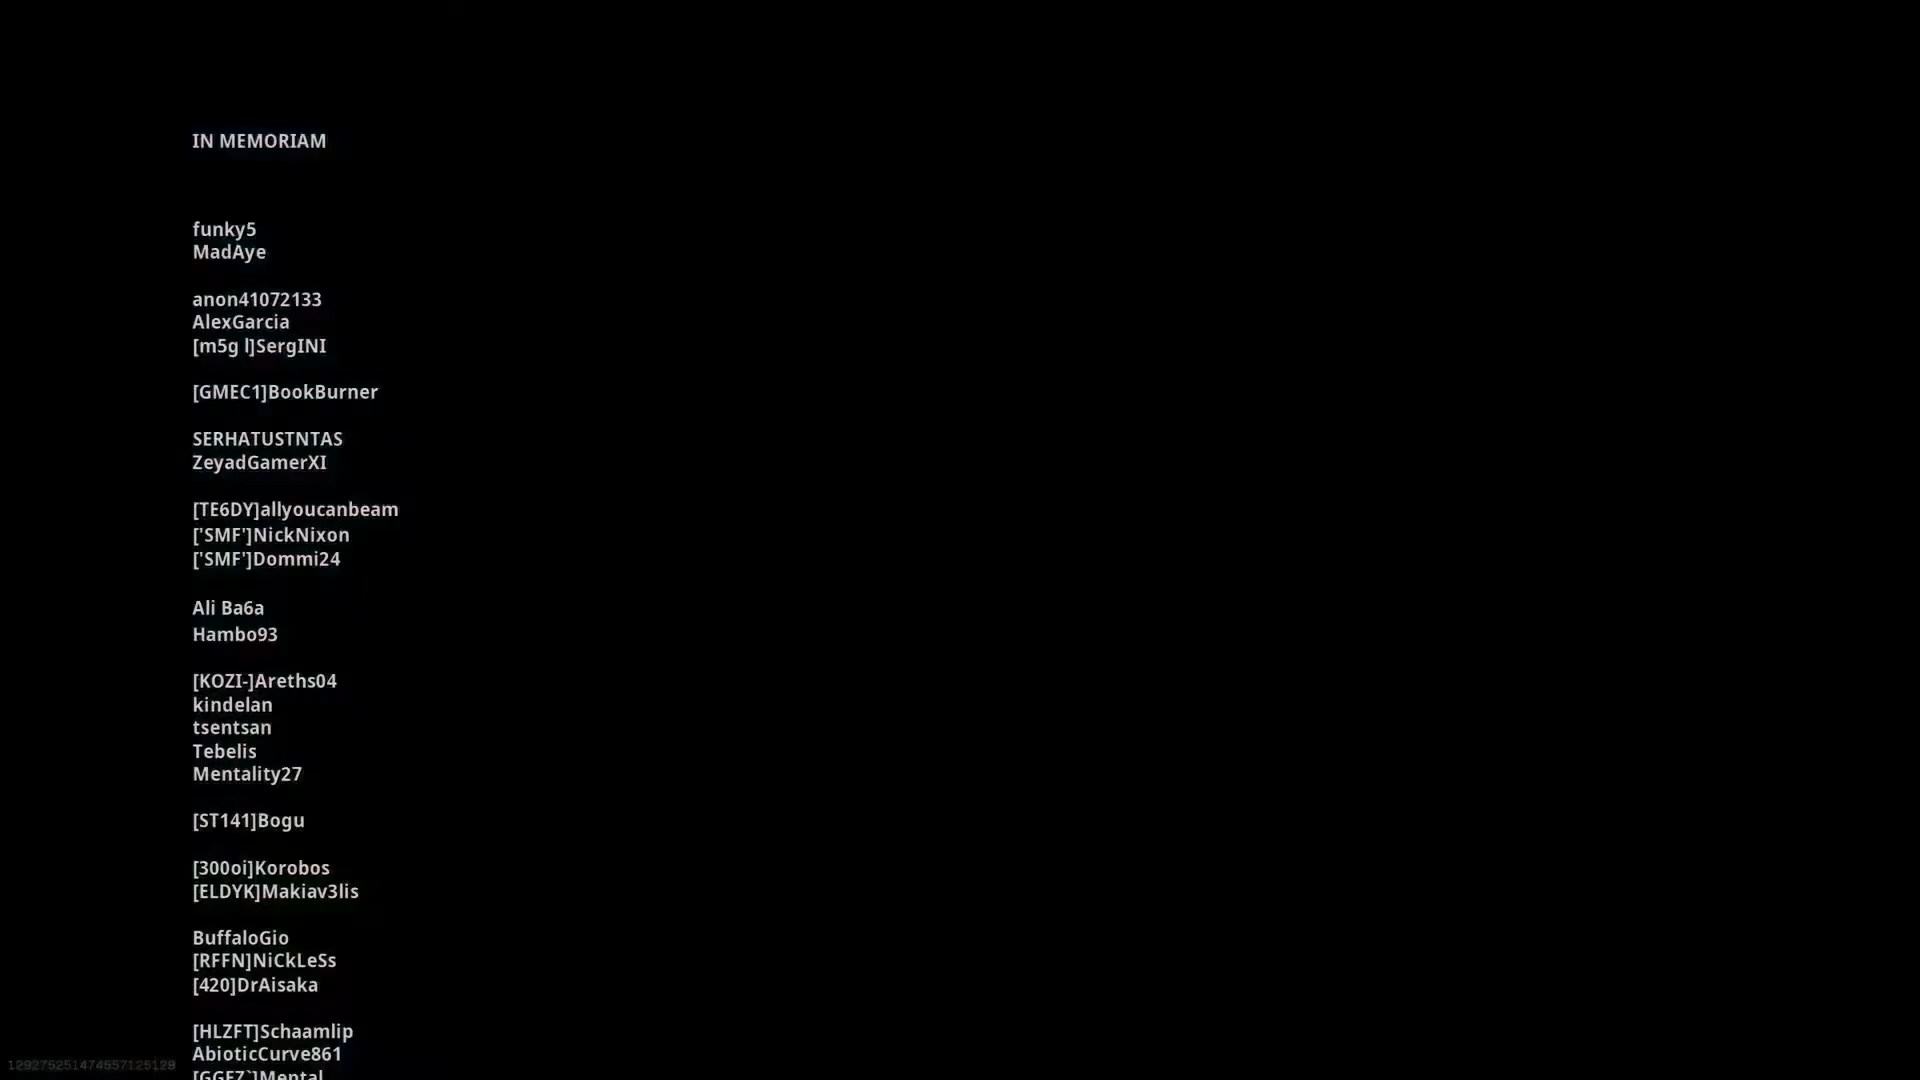 IN MEMORIAM
funky5
MadAye
anon41072133
AlexGarcia
[m5g l]SergINI
[GMEC1]BookBurner
SERHATUSTNTAS
ZeyadGamerXI
[TE6DY]allyoucanbeam
['SMF']NickNixon
['SMF']Dommi24
Ali Ba6a
Hambo93
[KOZI-]Areths04
kindelan
tsentsan
Tebelis
Mentality27
[ST141]Bogu
[300oi]Korobos
[ELDYK]Makiav3lis
BuffaloGio
[RFFN]NiCkLeSs
[420]DrAisaka
[HLZFT]Schaamlip
AbioticCurve861